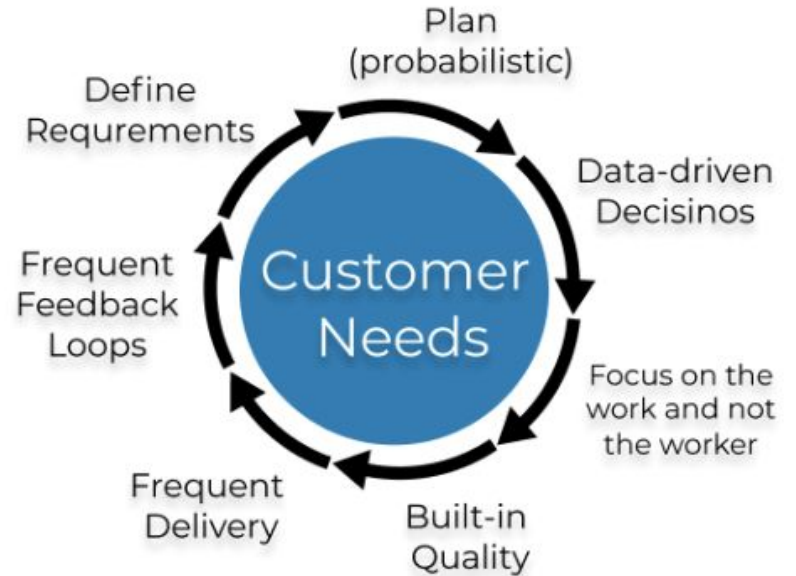 Plan
(probabilistic)
Define
Requrements
Data-driven
Decisinos
Customer
Needs
Frequent
Feedback
Loops
Focus on the
work and not
the worker
Frequent
Delivery
Built-in
Quality